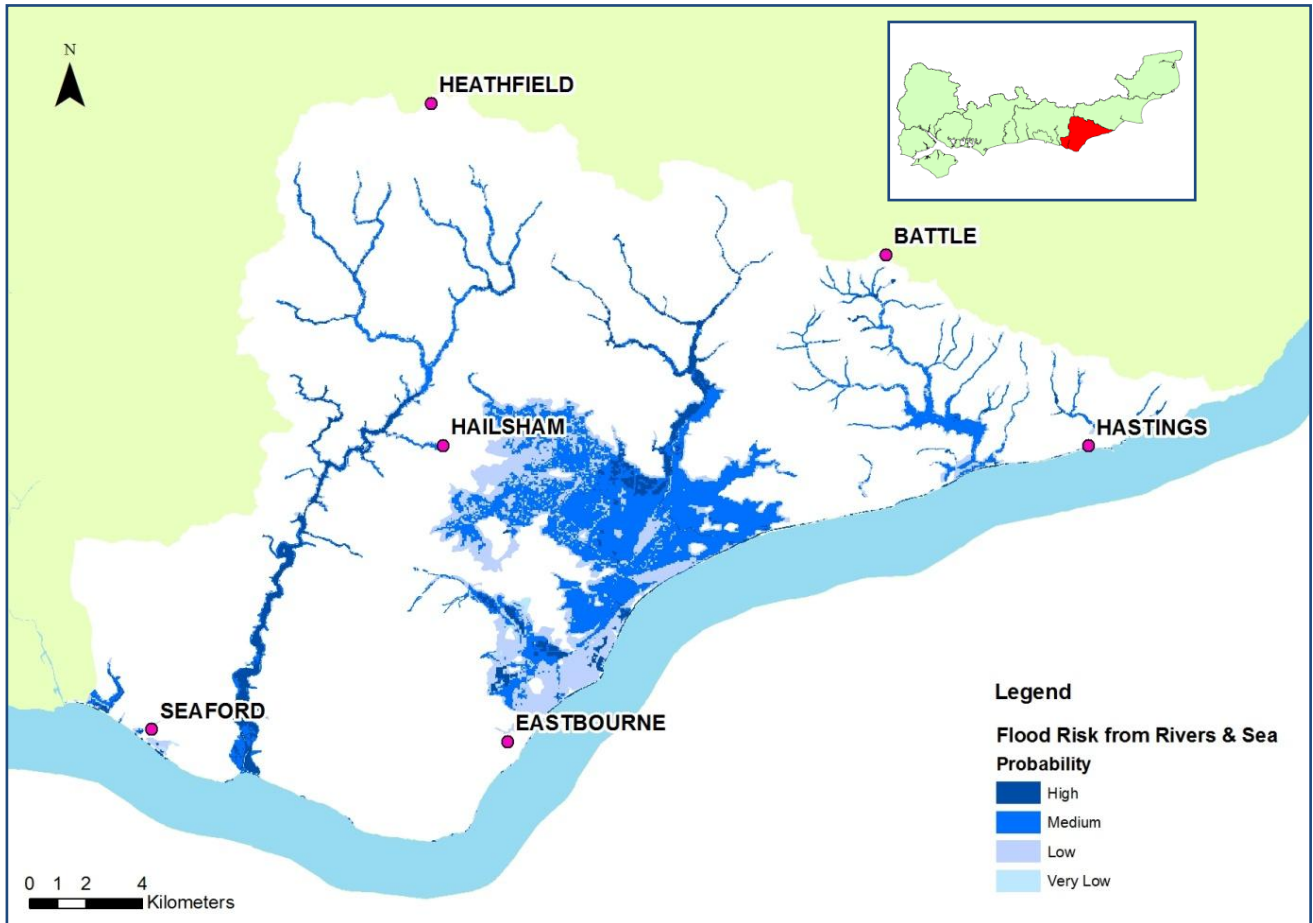 N
HEATHFIELD
BATTLE
HAILSHAM
HASTINGS
SEAFORD
EASTBOURNE
Legend
Flood Risk from Rivers & Sea
Probability
High
Medium
Low
Very Low
0 1 2 4
Kilometers